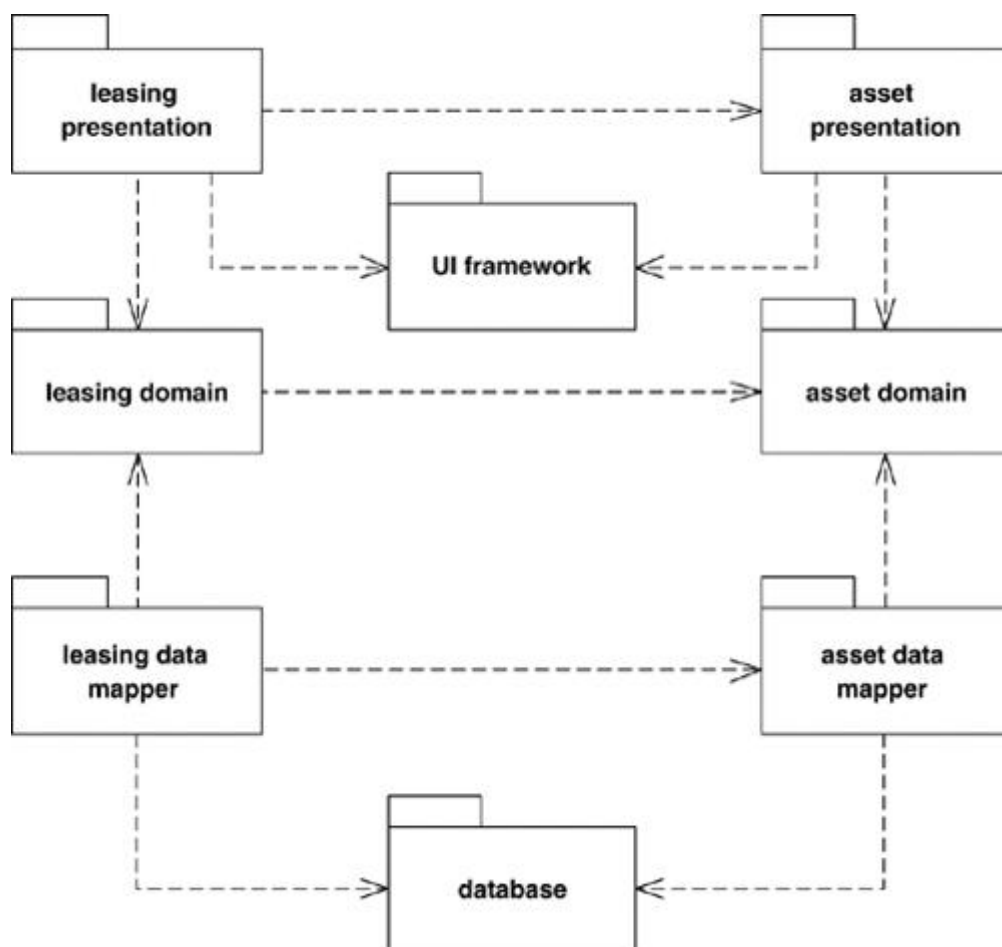 leasing
presentation
asset
presentation
UI framework
leasing domain
asset domain
leasing data
mapper
asset data
mapper
database